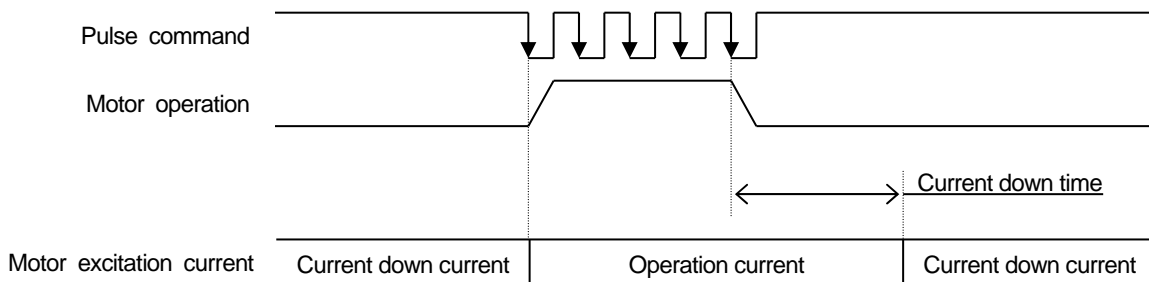 Pulse command
Motor operation
Current down time
Motor excitation current
Current down current
Operation current
Current down current